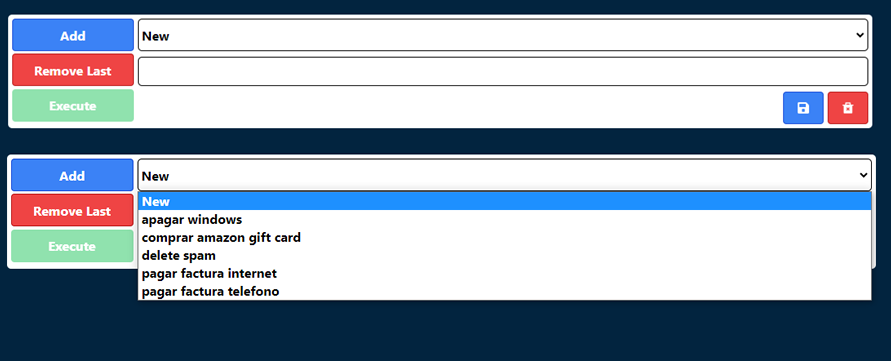 Add
New
Remove Last
Execute
Add
New
Remove Last
New
apagar windows
comprar amazon gift card
Execute
delete spam
pagar factura internet
pagar factura telefono